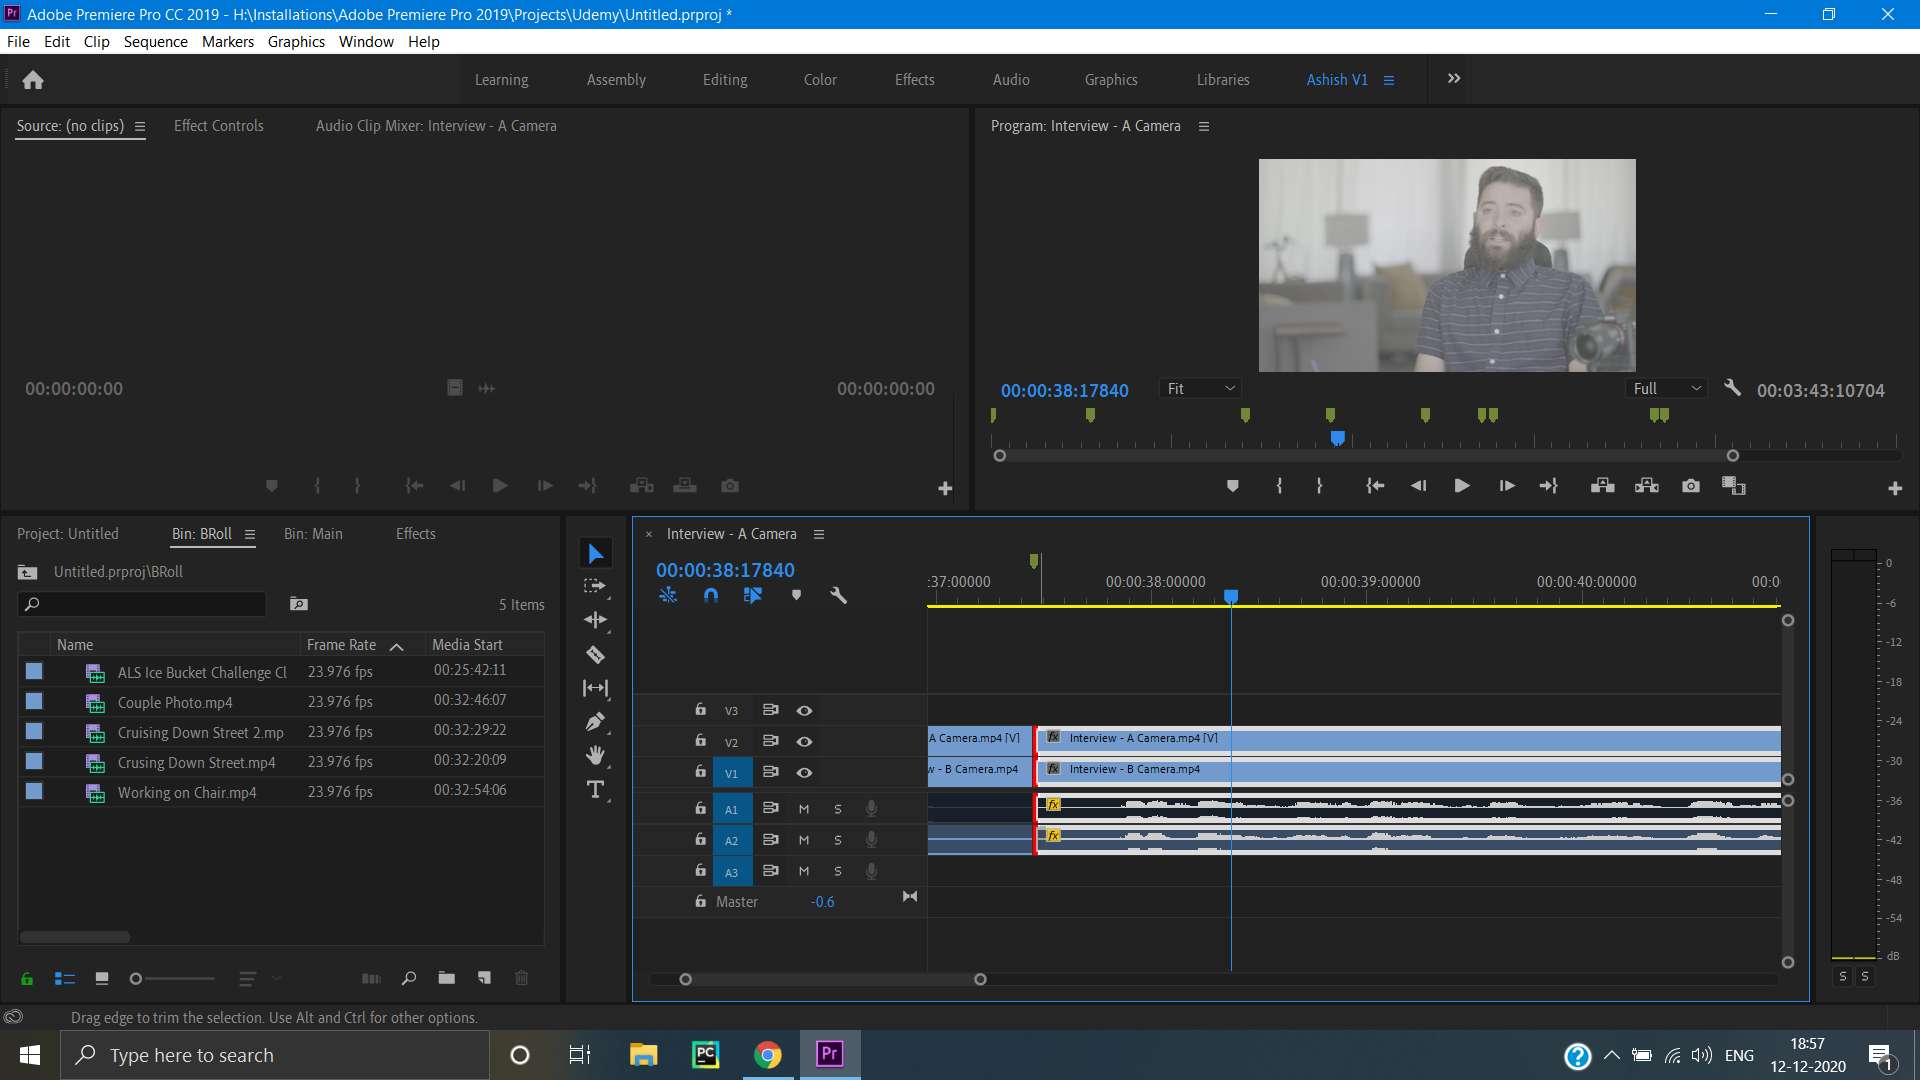 Pr Adobe Premiere Pro CC 2019 - H:\Installations\Adobe Premiere Pro 2019\Projects\Udemy\Untitled.prproj *
File Edit Clip Sequence Markers Graphics Window Help
Learning Assembly Editing Color Effects Audio Graphics Libraries Ashish V1
Source: (no clips) Effect Controls Audio Clip Mixer: Interview - A Camera
Program: Interview - A Camera
00:00:00:00 00:00:00:00
00:00:38:17840 Fit Full 00:03:43:10704
Project: Untitled Bin: BRoll Bin: Main Effects
Untitled.prproj\BRoll
5 Items
Name Frame Rate Media Start
ALS Ice Bucket Challenge Cl 23.976 fps 00:25:42:11
Couple Photo.mp4 23.976 fps 00:32:46:07
Cruising Down Street 2.mp 23.976 fps 00:32:29:22
Crusing Down Street.mp4 23.976 fps 00:32:20:09
Working on Chair.mp4 23.976 fps 00:32:54:06
T
× Interview - A Camera
00:00:38:17840
:37:00000 00:00:38:00000 00:00:39:00000 00:00:40:00000 00:0
V3
V2 A Camera.mp4 [V] fx Interview - A Camera.mp4 [V]
V1 w - B Camera.mp4 fx Interview - B Camera.mp4
A1 M S fx
A2 M S fx
A3 M S
Master -0.6
0
-6
-12
-18
-24
-30
-36
-42
-48
-54
dB
S S
Drag edge to trim the selection. Use Alt and Ctrl for other options.
Type here to search
PC
Pr
? ENG
18:57
12-12-2020
1